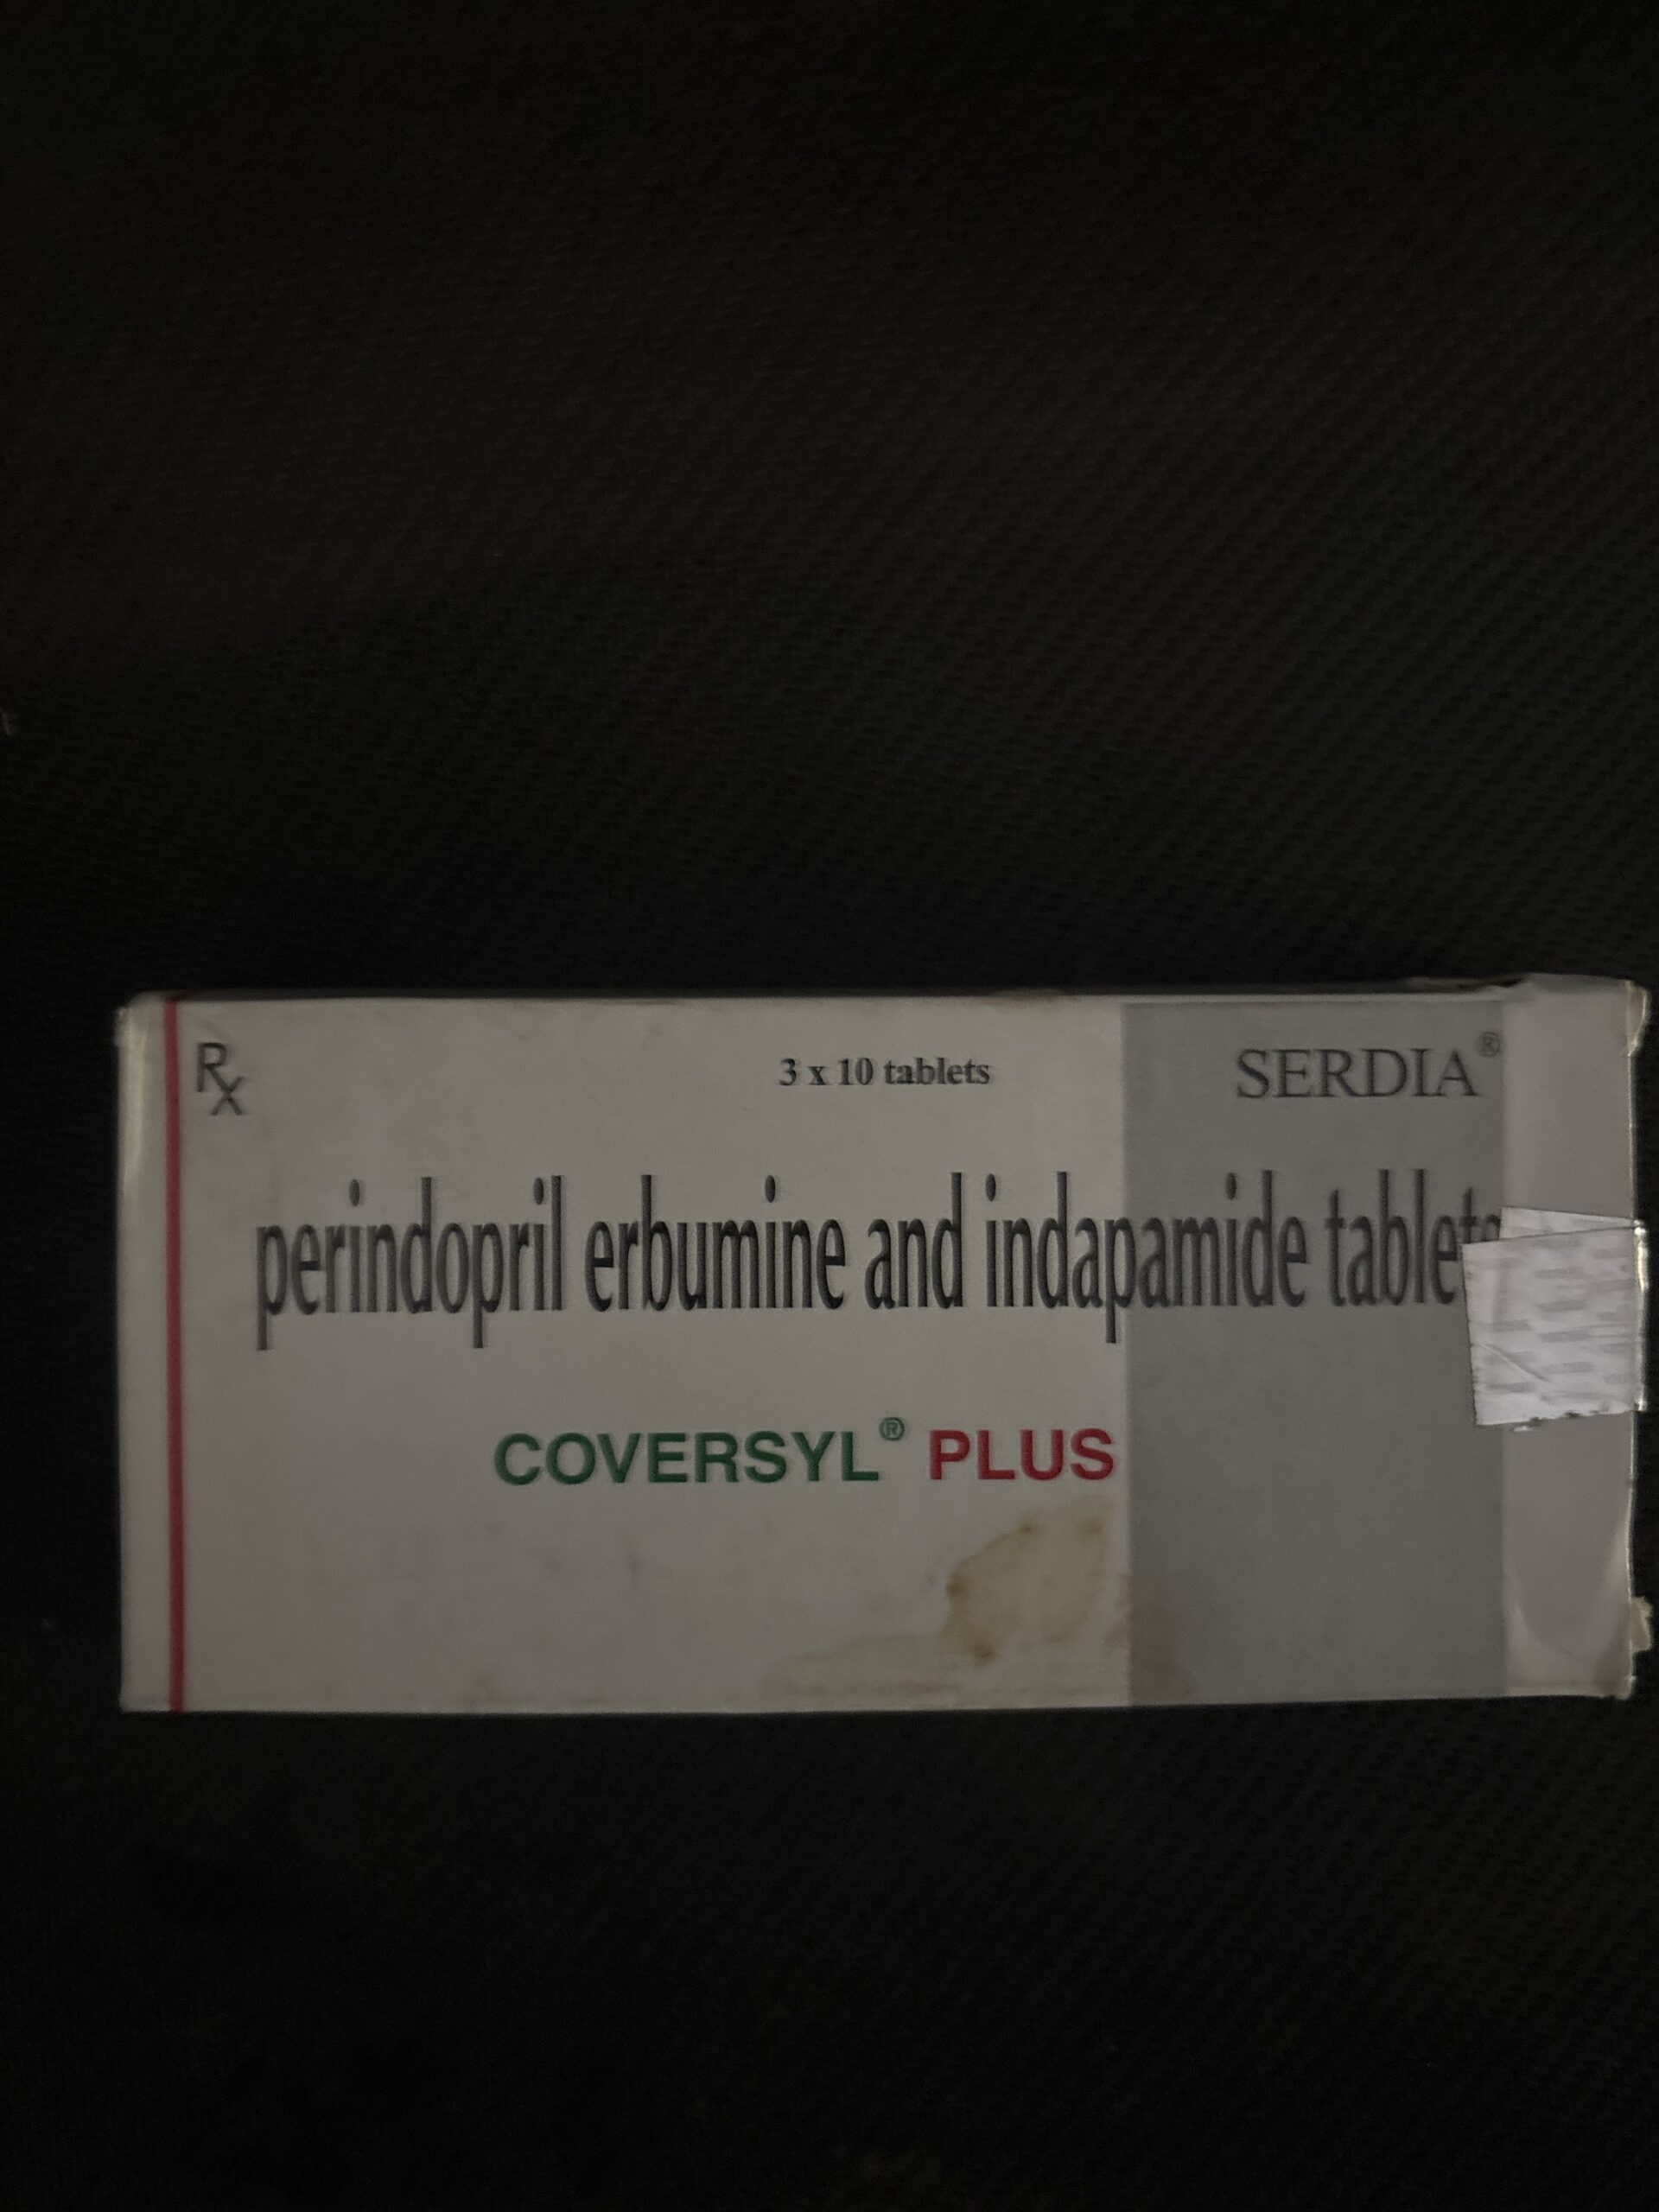 Rx
3 x 10 tablets
SERDIA®
perindopril erbumine and indapamide tablets
COVERSYL® PLUS